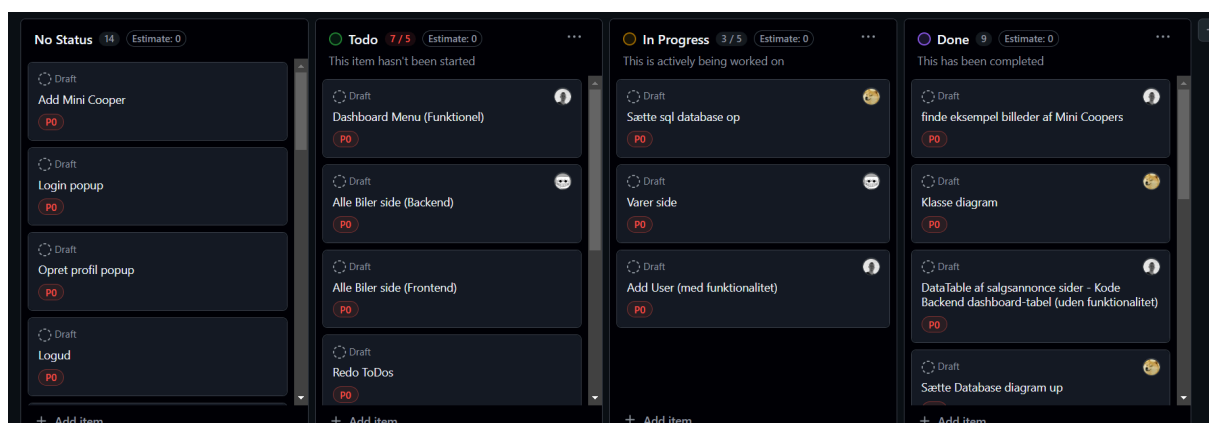 No Status 14 Estimate: 0
Draft
Add Mini Cooper
P0
Draft
Login popup
P0
Draft
Opret profil popup
P0
Draft
Logud
P0
+ Add item
Todo 7 / 5 Estimate: 0 ...
This item hasn't been started
Draft
Dashboard Menu (Funktionel)
P0
Draft
Alle Biler side (Backend)
P0
Draft
Alle Biler side (Frontend)
P0
Draft
Redo ToDos
P0
+ Add item
In Progress 3 / 5 Estimate: 0 ...
This is actively being worked on
Draft
Sætte sql database op
P0
Draft
Varer side
P0
Draft
Add User (med funktionalitet)
P0
+ Add item
Done 9 Estimate: 0 ...
This has been completed
Draft
finde eksempel billeder af Mini Coopers
P0
Draft
Klasse diagram
P0
Draft
DataTable af salgsannonce sider - Kode
Backend dashboard-tabel (uden funktionalitet)
P0
Draft
Sætte Database diagram up
P0
+ Add item